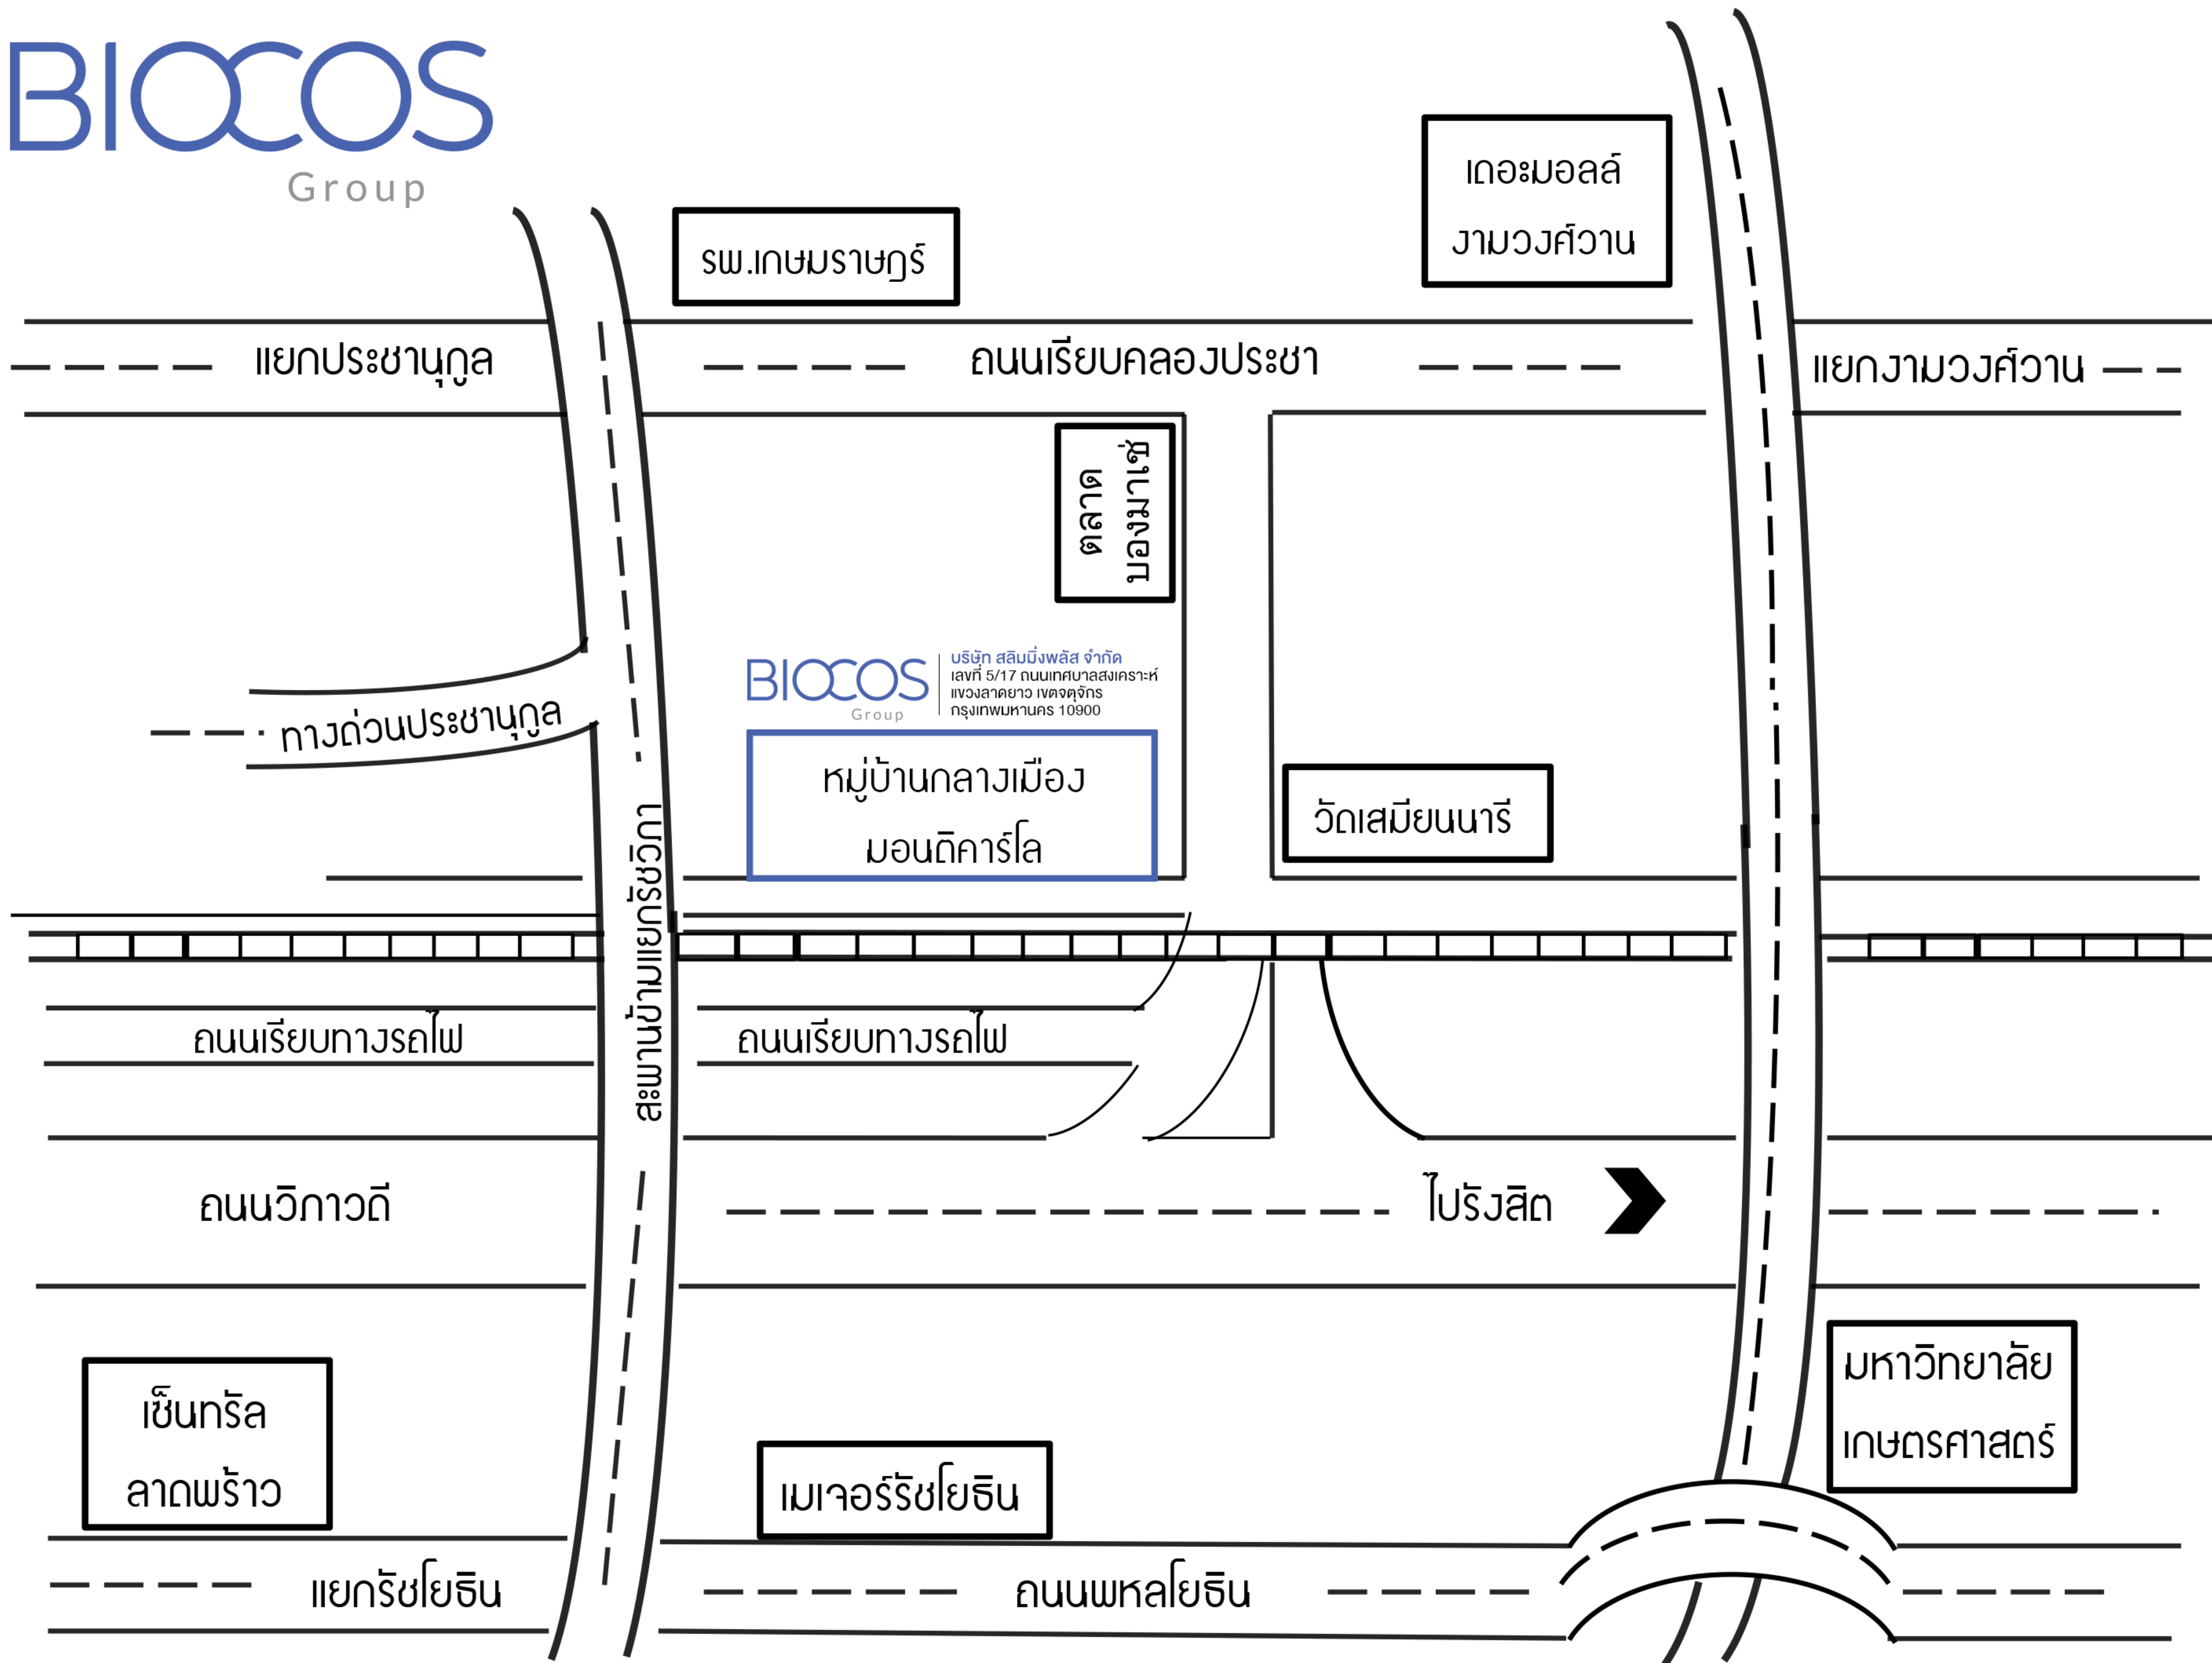 BIOCOS
Group
เดอะมอลล์
งามวงศ์วาน
รพ.เกษมราษฎร์
แยกประชานุกูล
ถนนเรียบคลองประชา
แยกงามวงศ์วาน
ตลาด
บองมาเช่
BIOCOS
Group
บริษัท สลิมมิ่งพลัส จำกัด
เลขที่ 5/17 ถนนเทศบาลสงเคราะห์
แขวงลาดยาว เขตจตุจักร
กรุงเทพมหานคร 10900
ทางด่วนประชานุกูล
หมู่บ้านกลางเมือง
มอนติคาร์โล
วัดเสมียนนารี
สะพานข้ามแยกรัชวิภา
ถนนเรียบทางรถไฟ
ถนนเรียบทางรถไฟ
ถนนวิภาวดี
ไปรังสิต
มหาวิทยาลัย
เกษตรศาสตร์
เซ็นทรัล
ลาดพร้าว
เมเจอร์รัชโยธิน
แยกรัชโยธิน
ถนนพหลโยธิน